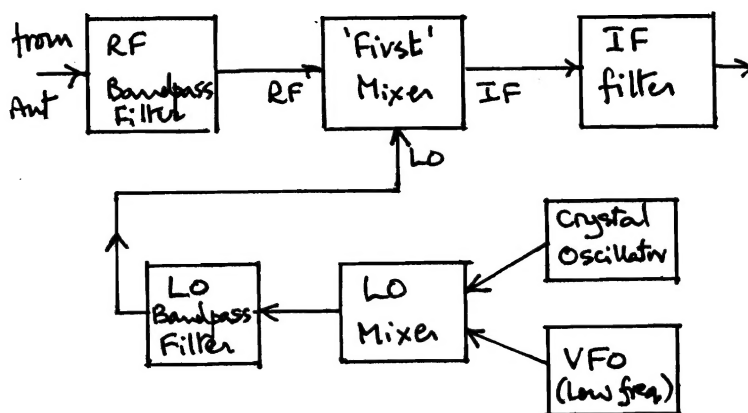 from
Ant
RF
Bandpass
Filter
RF
'First'
Mixer
IF
IF
filter
LO
Crystal
Oscillator
LO
Bandpass
Filter
LO
Mixer
VFO
(Low freq)